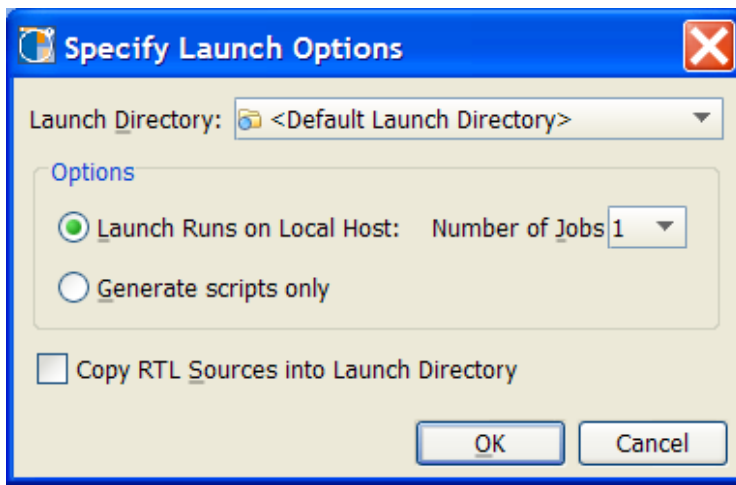 Specify Launch Options
Launch Directory: <Default Launch Directory>
Options
Launch Runs on Local Host: Number of Jobs 1
Generate scripts only
Copy RTL Sources into Launch Directory
OK Cancel